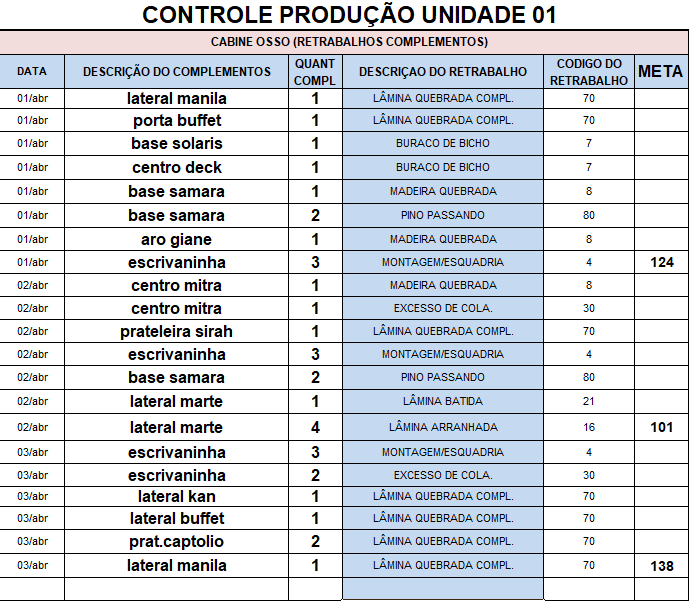 CONTROLE PRODUÇÃO UNIDADE 01
CABINE OSSO (RETRABALHOS COMPLEMENTOS)
DATA DESCRIÇÃO DO COMPLEMENTOS QUANT COMPL DESCRIÇAO DO RETRABALHO CODIGO DO RETRABALHO META
01/abr lateral manila 1 LÂMINA QUEBRADA COMPL. 70
01/abr porta buffet 1 LÂMINA QUEBRADA COMPL. 70
01/abr base solaris 1 BURACO DE BICHO 7
01/abr centro deck 1 BURACO DE BICHO 7
01/abr base samara 1 MADEIRA QUEBRADA 8
01/abr base samara 2 PINO PASSANDO 80
01/abr aro giane 1 MADEIRA QUEBRADA 8
01/abr escrivaninha 3 MONTAGEM/ESQUADRIA 4 124
02/abr centro mitra 1 MADEIRA QUEBRADA 8
02/abr centro mitra 1 EXCESSO DE COLA. 30
02/abr prateleira sirah 1 LÂMINA QUEBRADA COMPL. 70
02/abr escrivaninha 3 MONTAGEM/ESQUADRIA 4
02/abr base samara 2 PINO PASSANDO 80
02/abr lateral marte 1 LÂMINA BATIDA 21
02/abr lateral marte 4 LÂMINA ARRANHADA 16 101
03/abr escrivaninha 3 MONTAGEM/ESQUADRIA 4
03/abr escrivaninha 2 EXCESSO DE COLA. 30
03/abr lateral kan 1 LÂMINA QUEBRADA COMPL. 70
03/abr lateral buffet 1 LÂMINA QUEBRADA COMPL. 70
03/abr prat.captolio 2 LÂMINA QUEBRADA COMPL. 70
03/abr lateral manila 1 LÂMINA QUEBRADA COMPL. 70 138